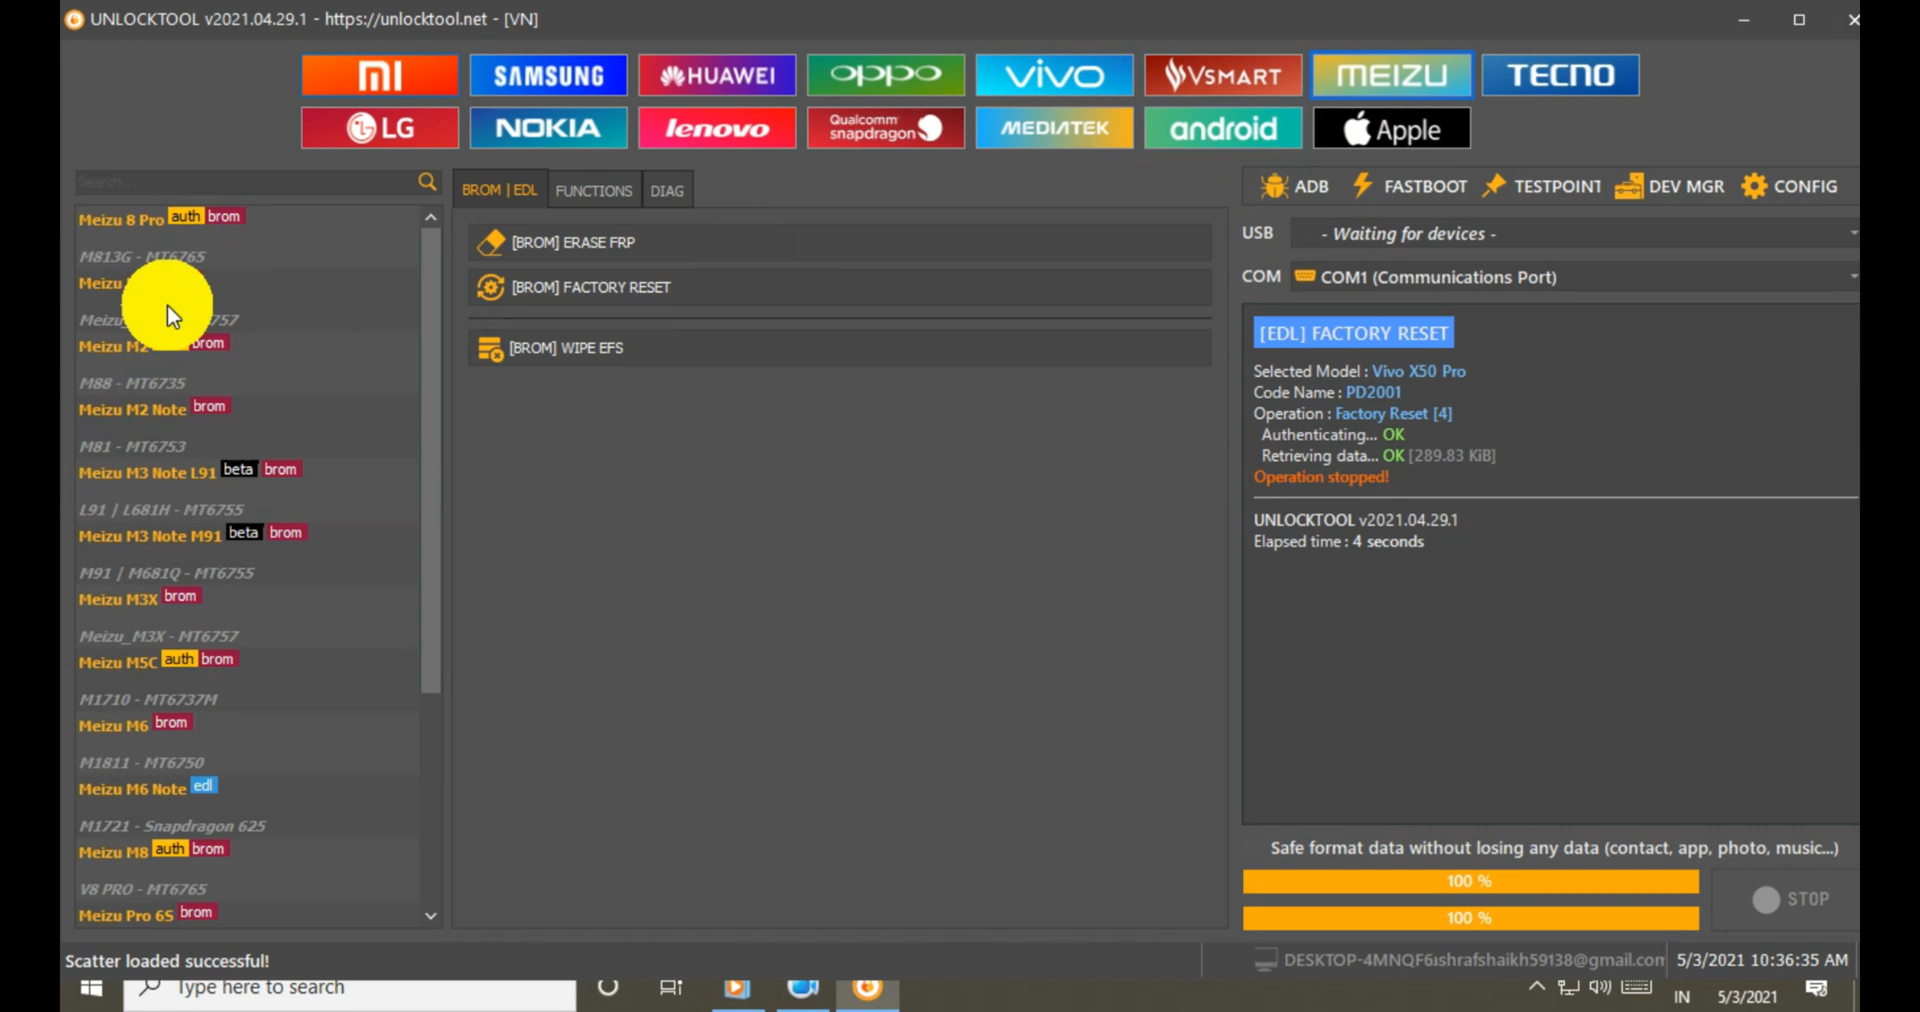 UNLOCKTOOL v2021.04.29.1 - https://unlocktool.net - [VN]
MI SAMSUNG HUAWEI oppo vivo VSMART MEIZU TECNO
LG NOKIA lenovo Qualcomm snapdragon MEDIATEK android Apple
Search...
BROM | EDL FUNCTIONS DIAG
ADB FASTBOOT TESTPOINT DEV MGR CONFIG
Meizu 8 Pro auth brom
M813G - MT6765
Meizu
Meizu 757
Meizu M2 brom
M88 - MT6735
Meizu M2 Note brom
M81 - MT6753
Meizu M3 Note L91 beta brom
L91 / L681H - MT6755
Meizu M3 Note M91 beta brom
M91 / M681Q - MT6755
Meizu M3X brom
Meizu_M3X - MT6757
Meizu M5C auth brom
M1710 - MT6737M
Meizu M6 brom
M1811 - MT6750
Meizu M6 Note edl
M1721 - Snapdragon 625
Meizu M8 auth brom
V8 PRO - MT6765
Meizu Pro 6S brom
[BROM] ERASE FRP
[BROM] FACTORY RESET
[BROM] WIPE EFS
USB - Waiting for devices -
COM COM1 (Communications Port)
[EDL] FACTORY RESET
Selected Model : Vivo X50 Pro
Code Name : PD2001
Operation : Factory Reset [4]
Authenticating... OK
Retrieving data... OK [289.83 KiB]
Operation stopped!
UNLOCKTOOL v2021.04.29.1
Elapsed time : 4 seconds
Safe format data without losing any data (contact, app, photo, music...)
100 %
100 %
STOP
Scatter loaded successful!
DESKTOP-4MNQF6 shrafshaikh59138@gmail.com 5/3/2021 10:36:35 AM
Type here to search
IN 5/3/2021